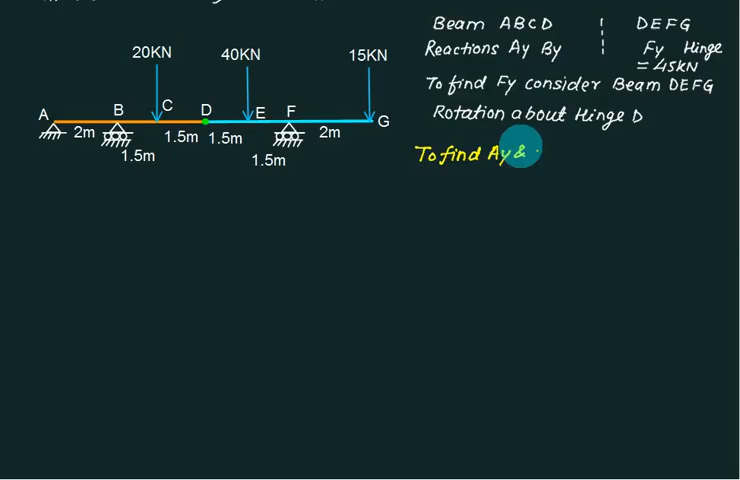 Beam ABCD ¦ DEFG
Reactions Ay By ¦ Fy Hinge
= 45KN
To find Fy consider Beam DEFG
Rotation about Hinge D
To find Ay &
20KN 40KN 15KN
A B C D E F G
2m 1.5m 1.5m 2m
1.5m 1.5m